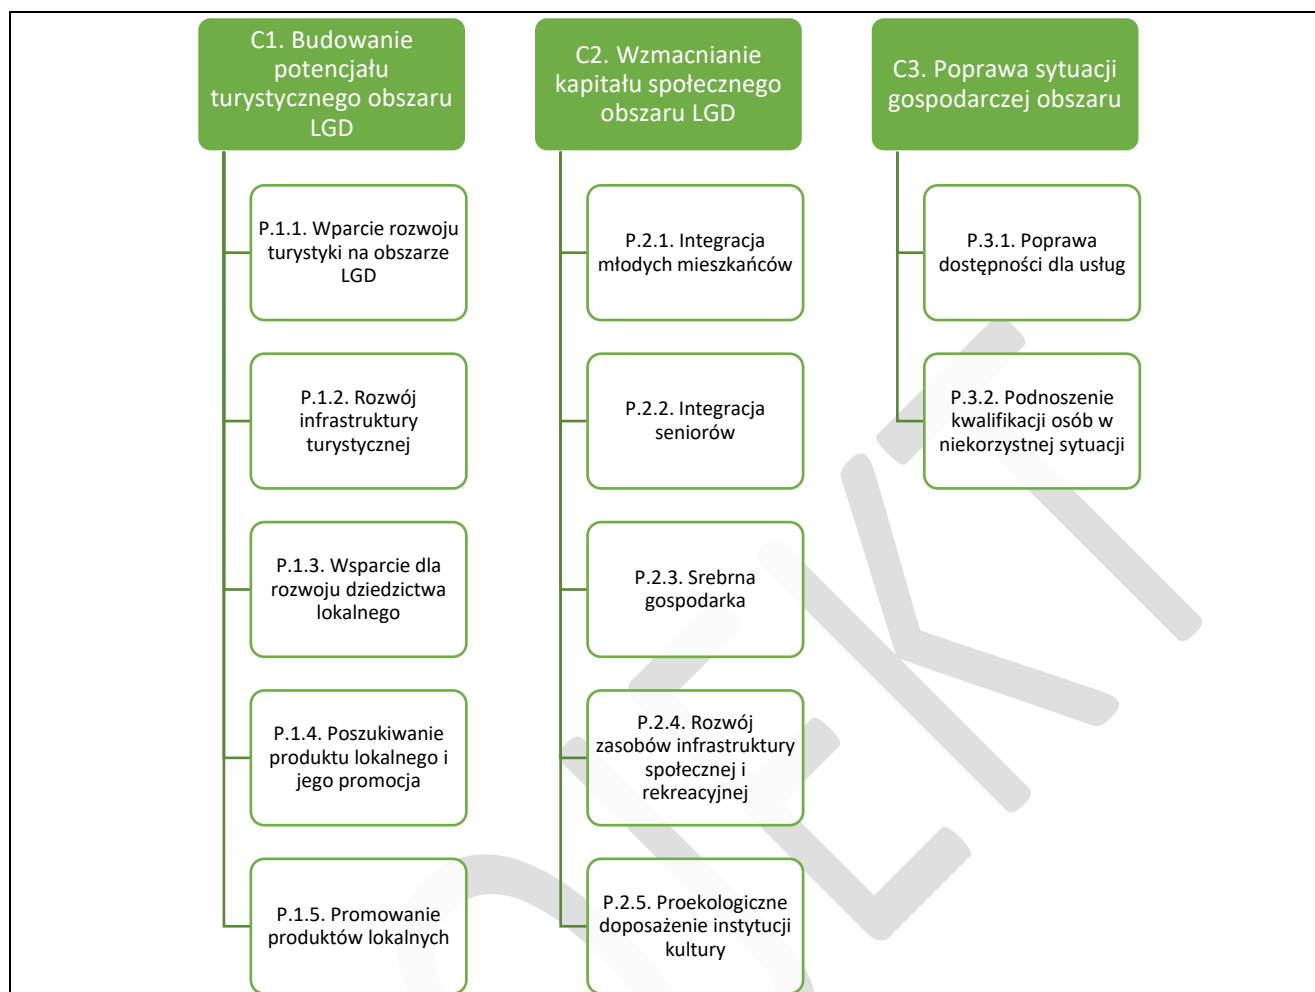 C1. Budowanie
potencjału
turystycznego obszaru
LGD
P.1.1. Wparcie rozwoju
turystyki na obszarze
LGD
P.1.2. Rozwój
infrastruktury
turystycznej
P.1.3. Wsparcie dla
rozwoju dziedzictwa
lokalnego
P.1.4. Poszukiwanie
produktu lokalnego i
jego promocja
P.1.5. Promowanie
produktów lokalnych
C2. Wzmacnianie
kapitału społecznego
obszaru LGD
P.2.1. Integracja
młodych mieszkańców
P.2.2. Integracja
seniorów
P.2.3. Srebrna
gospodarka
P.2.4. Rozwój
zasobów infrastruktury
społecznej i
rekreacyjnej
P.2.5. Proekologiczne
doposażenie instytucji
kultury
C3. Poprawa sytuacji
gospodarczej obszaru
P.3.1. Poprawa
dostępności dla usług
P.3.2. Podnoszenie
kwalifikacji osób w
niekorzystnej sytuacji
JEKT